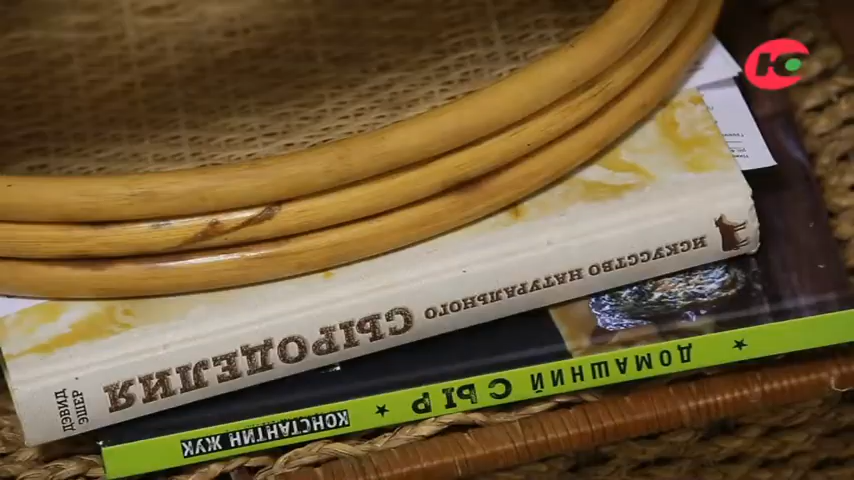 Ю
ИСКУССТВО НАТУРАЛЬНОГО СЫРОДЕЛИЯ
ДЭВИД
ЭШЕР
ДОМАШНИЙ СЫР
КОНСТАНТИН ЖУК